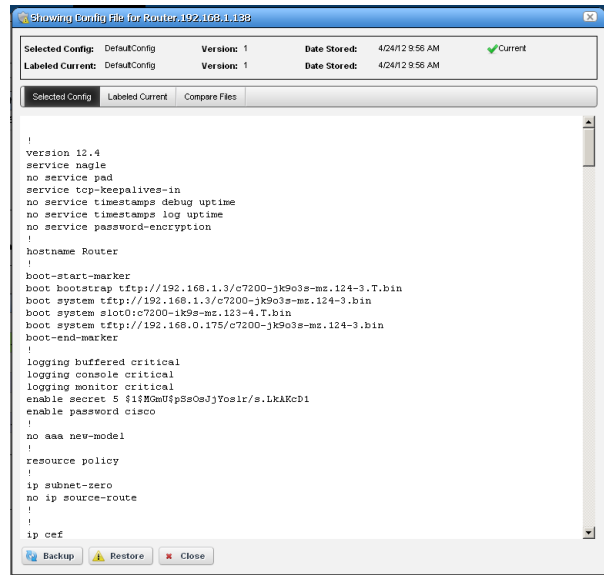 Showing Config File for Router.192.168.1.138
Selected Config: DefaultConfig Version: 1 Date Stored: 4/24/12 9:56 AM Current
Labeled Current: DefaultConfig Version: 1 Date Stored: 4/24/12 9:56 AM
Selected Config Labeled Current Compare Files
!
version 12.4
service nagle
no service pad
service tcp-keepalives-in
no service timestamps debug uptime
no service timestamps log uptime
no service password-encryption
!
hostname Router
!
boot-start-marker
boot bootstrap tftp://192.168.1.3/c7200-jk9o3s-mz.124-3.T.bin
boot system tftp://192.168.1.3/c7200-jk9o3s-mz.124-3.bin
boot system slot0:c7200-ik9s-mz.123-4.T.bin
boot system tftp://192.168.0.175/c7200-jk9o3s-mz.124-3.bin
boot-end-marker
!
logging buffered critical
logging console critical
logging monitor critical
enable secret 5 $1$MGmU$pSsOsJjYoslr/s.LkAKcD1
enable password cisco
!
no aaa new-model
!
resource policy
!
ip subnet-zero
no ip source-route
!
!
ip cef
Backup Restore Close